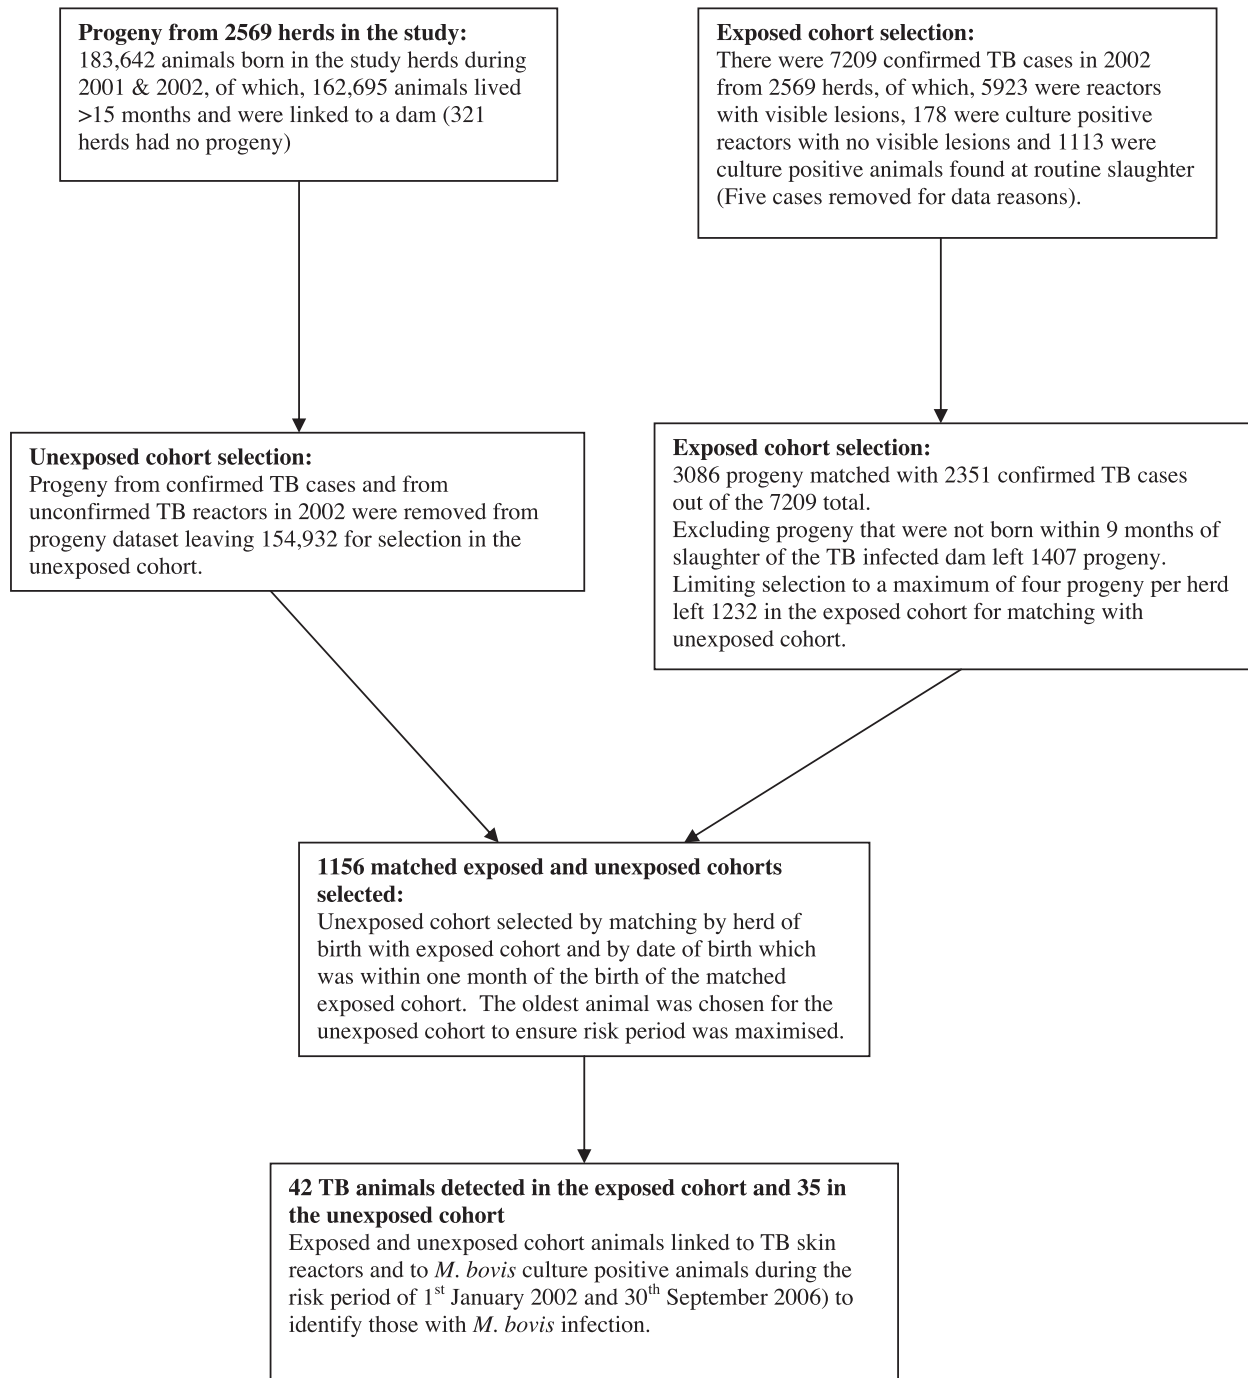 Progeny from 2569 herds in the study:
183,642 animals born in the study herds during
2001 & 2002, of which, 162,695 animals lived
>15 months and were linked to a dam (321
herds had no progeny)
Exposed cohort selection:
There were 7209 confirmed TB cases in 2002
from 2569 herds, of which, 5923 were reactors
with visible lesions, 178 were culture positive
reactors with no visible lesions and 1113 were
culture positive animals found at routine slaughter
(Five cases removed for data reasons).
Unexposed cohort selection:
Progeny from confirmed TB cases and from
unconfirmed TB reactors in 2002 were removed from
progeny dataset leaving 154,932 for selection in the
unexposed cohort.
Exposed cohort selection:
3086 progeny matched with 2351 confirmed TB cases
out of the 7209 total.
Excluding progeny that were not born within 9 months of
slaughter of the TB infected dam left 1407 progeny.
Limiting selection to a maximum of four progeny per herd
left 1232 in the exposed cohort for matching with
unexposed cohort.
1156 matched exposed and unexposed cohorts
selected:
Unexposed cohort selected by matching by herd of
birth with exposed cohort and by date of birth which
was within one month of the birth of the matched
exposed cohort.  The oldest animal was chosen for the
unexposed cohort to ensure risk period was maximised.
42 TB animals detected in the exposed cohort and 35 in
the unexposed cohort
Exposed and unexposed cohort animals linked to TB skin
reactors and to M. bovis culture positive animals during the
risk period of 1st January 2002 and 30th September 2006) to
identify those with M. bovis infection.